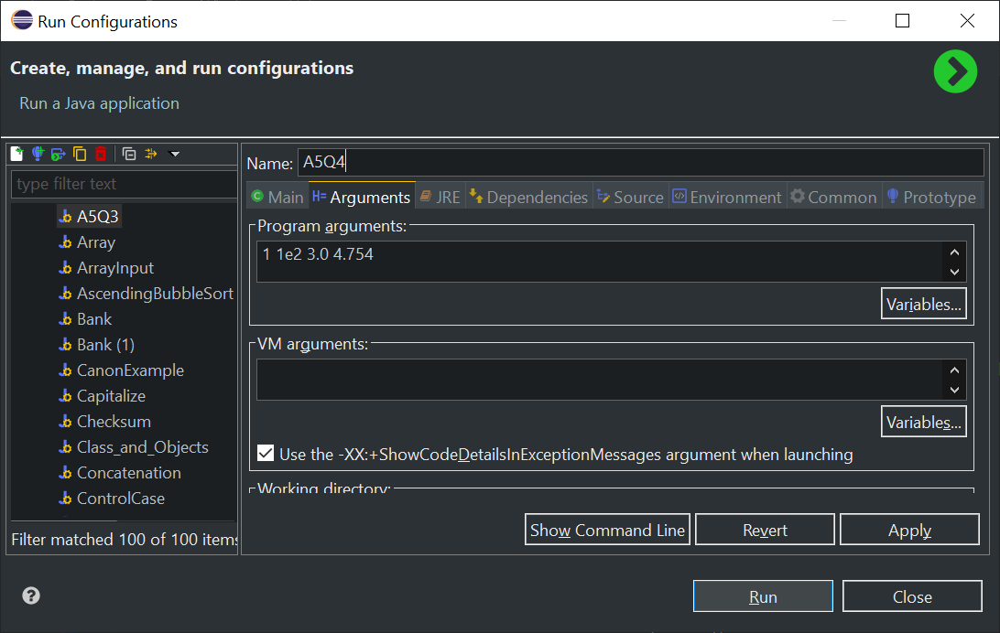 Run Configurations
Create, manage, and run configurations
Run a Java application
type filter text
A5Q3
Array
ArrayInput
AscendingBubbleSort
Bank
Bank (1)
CanonExample
Capitalize
Checksum
Class_and_Objects
Concatenation
ControlCase
Filter matched 100 of 100 items
Name: A5Q4
Main Arguments JRE Dependencies Source Environment Common Prototype
Program arguments:
1 1e2 3.0 4.754
Variables...
VM arguments:
Variables...
Use the -XX:+ShowCodeDetailsInExceptionMessages argument when launching
Working directory:
Show Command Line Revert Apply
Run Close